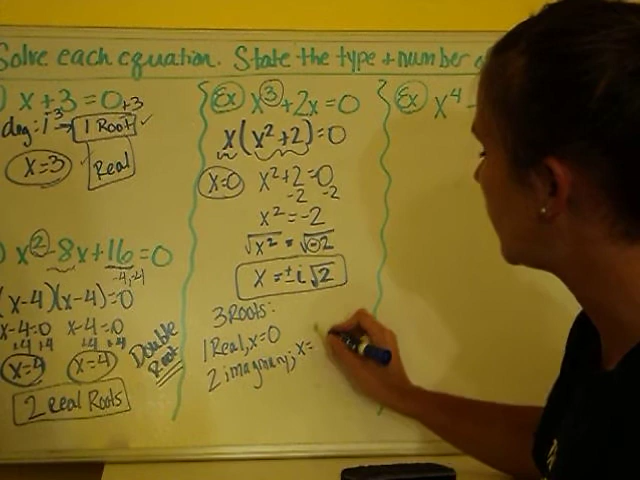 Solve each equation. State the type + number
) x + 3 = 0
-3 +3
deg: 1 → 1 Root
x = 3
Real
) x² - 8x + 16 = 0
-4, -4
(x-4)(x-4) = 0
x-4=0 x-4=0
+4 +4 +4 +4
x=4 x=4
Double Root
2 real Roots
Ex x³ + 2x = 0
x(x² + 2) = 0
x=0 x² + 2 = 0
-2 -2
x² = -2
√x² = √-2
x = ± i √2
3 Roots:
1 Real, x = 0
2 imaginary, x =
Ex x⁴ -